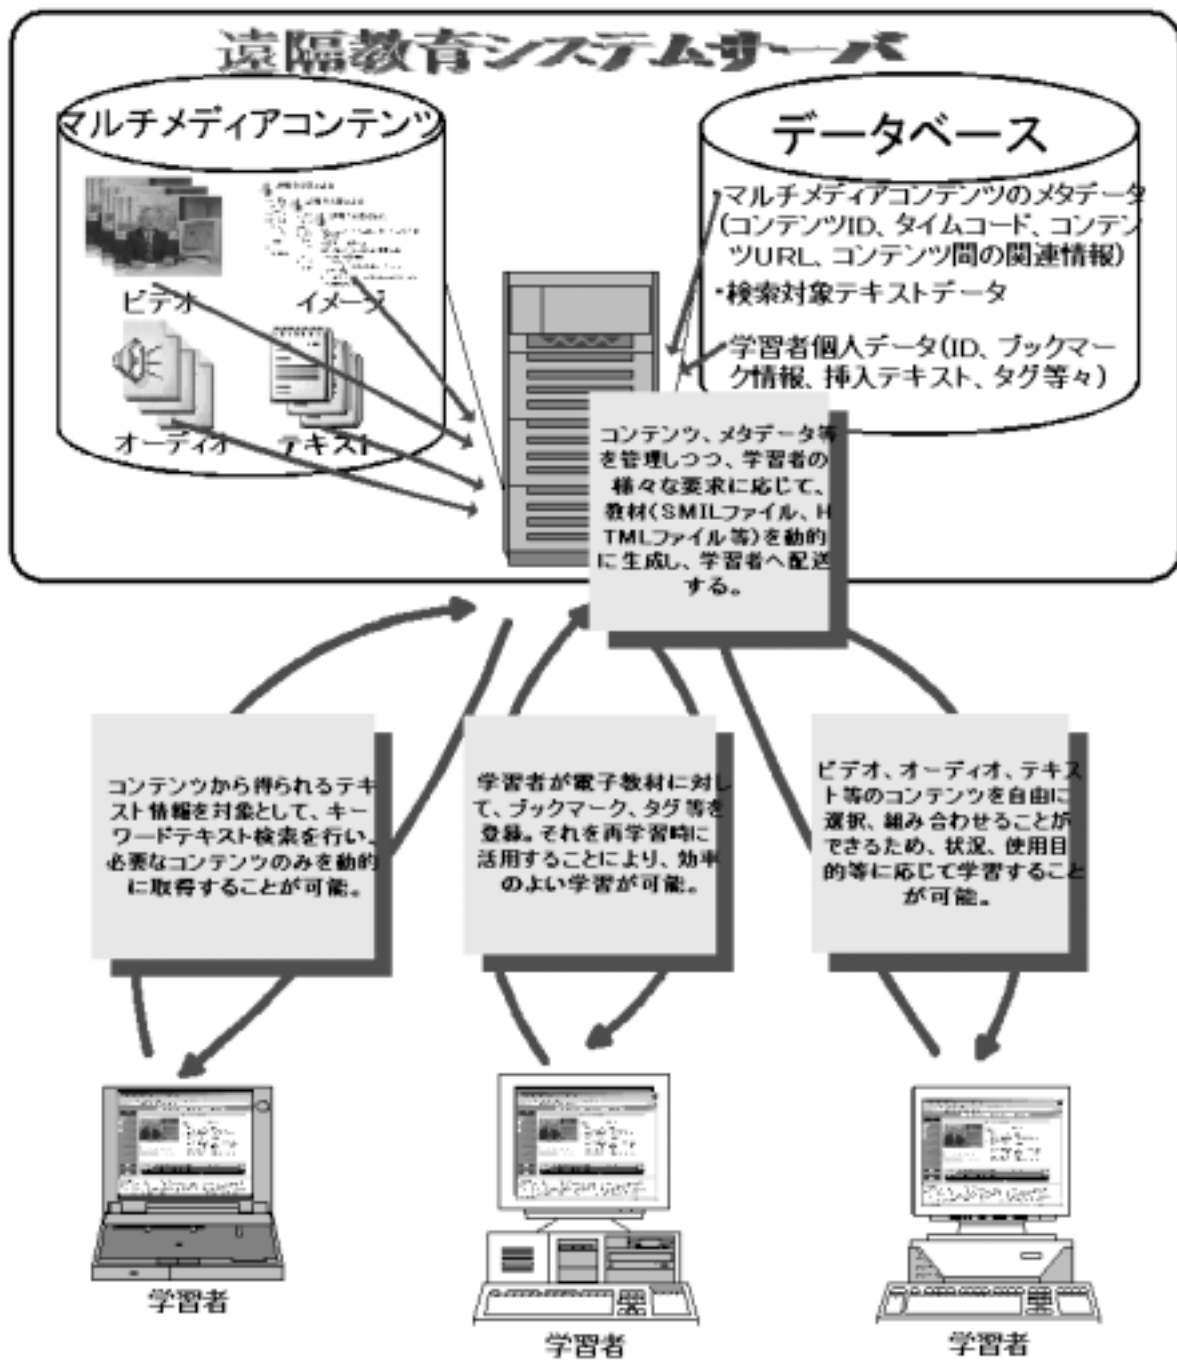 遠隔教育システムサーバ
マルチメディアコンテンツ
ビデオ
イメージ
オーディオ
テキスト
データベース
・マルチメディアコンテンツのメタデータ
(コンテンツID、タイムコード、コンテン
ツURL、コンテンツ間の関連情報)
・検索対象テキストデータ
・学習者個人データ(ID、ブックマー
ク情報、挿入テキスト、タグ等々)
コンテンツ、メタデータ等
を管理しつつ、学習者の
様々な要求に応じて、
教材(SMILファイル、H
TMLファイル等)を動的
に生成し、学習者へ配送
する。
コンテンツから得られるテキ
スト情報を対象として、キー
ワードテキスト検索を行い、
必要なコンテンツのみを動的
に取得することが可能。
学習者が電子教材に対し
て、ブックマーク、タグ等を
登録。それを再学習時に
活用することにより、効率
のよい学習が可能。
ビデオ、オーディオ、テキス
ト等のコンテンツを自由に
選択、組み合わせることが
できるため、状況、使用目
的等に応じて学習すること
が可能。
学習者
学習者
学習者